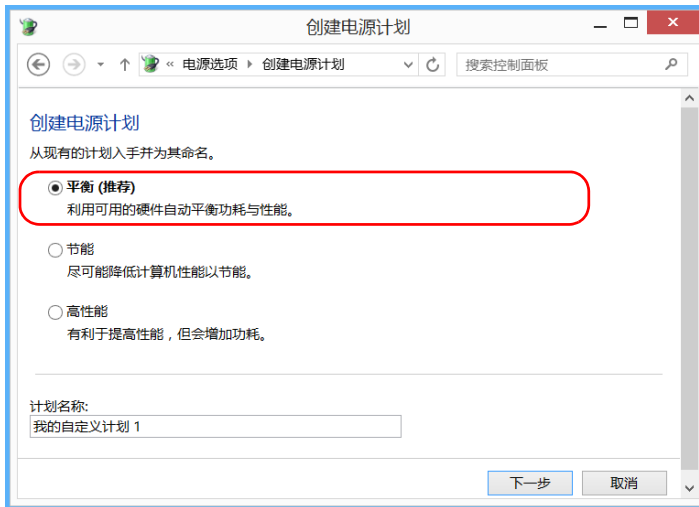 创建电源计划
« 电源选项 ▸ 创建电源计划
搜索控制面板
创建电源计划
从现有的计划入手并为其命名。
平衡 (推荐)
利用可用的硬件自动平衡功耗与性能。
节能
尽可能降低计算机性能以节能。
高性能
有利于提高性能，但会增加功耗。
计划名称:
我的自定义计划 1
下一步
取消